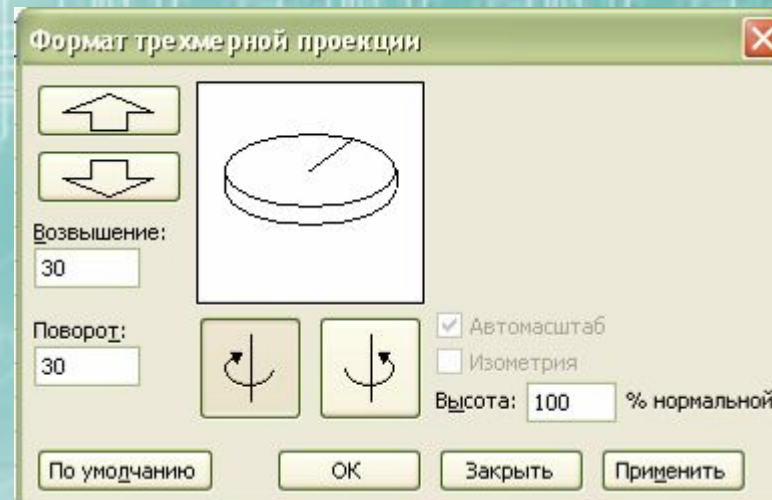 Формат трехмерной проекции
Возвышение:
30
Поворот:
30
Автомасштаб
Изометрия
Высота: 100 % нормальной
По умолчанию ОК Закрыть Применить